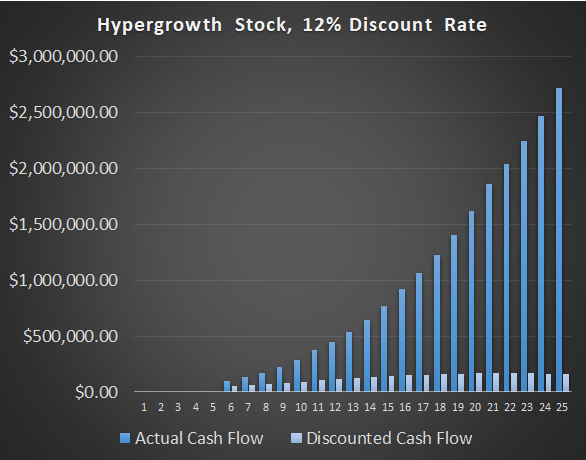 Hypergrowth Stock, 12% Discount Rate
$3,000,000.00
$2,500,000.00
$2,000,000.00
$1,500,000.00
$1,000,000.00
$500,000.00
$0.00
1 2 3 4 5 6 7 8 9 10 11 12 13 14 15 16 17 18 19 20 21 22 23 24 25
Actual Cash Flow Discounted Cash Flow